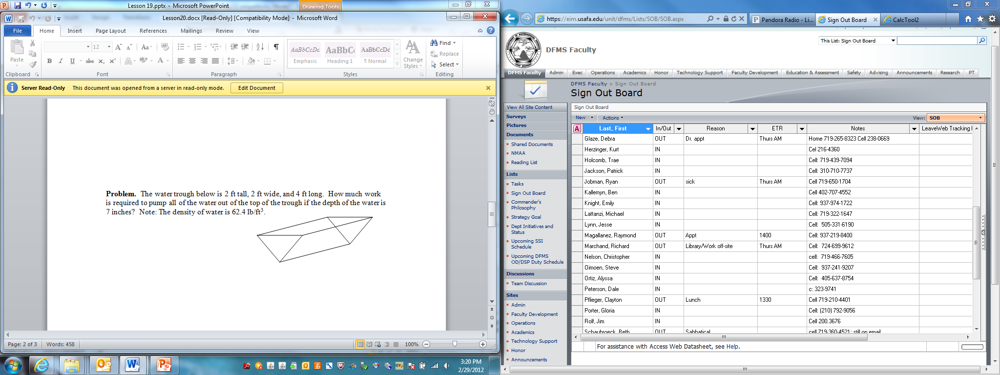 Lesson 19.pptx - Microsoft PowerPoint
Drawing Tools
Lesson20.docx [Read-Only] [Compatibility Mode] - Microsoft Word
File Home Insert Page Layout References Mailings Review View
Paste
12
Find
Replace
Select
AaBbCcDc AaBbC AaBbCcDd
Emphasis Heading 1 ¶ Normal
Change Styles
Clipboard Font Paragraph Styles Editing
Server Read-Only This document was opened from a server in read-only mode. Edit Document
Problem. The water trough below is 2 ft tall, 2 ft wide, and 4 ft long. How much work
is required to pump all of the water out of the top of the trough if the depth of the water is
7 inches? Note: The density of water is 62.4 lb/ft³.
Page: 2 of 3 Words: 458 100%
3:20 PM
2/29/2012
https://eim.usafa.edu/unit/dfms/Lists/SOB/SOB.aspx
Pandora Radio - Li... Sign Out Board CalcTool2
DFMS Faculty
This List: Sign Out Board
DFMS Faculty Admin Exec Operations Academics Honor Technology Support Faculty Development Education & Assessment Safety Advising Announcements Research PT
DFMS Faculty > Sign Out Board
Sign Out Board
View All Site Content
Surveys
Pictures
Documents
Shared Documents
NMAA
Reading List
Lists
Tasks
Sign Out Board
Commander's
Philosophy
Strategy Goal
Dept Initiatives and
Status
Upcoming SSI
Schedule
Upcoming DFMS
OD/DSP Duty Schedule
Discussions
Team Discussion
Sites
Admin
Faculty Development
Operations
Academics
Technology Support
Honor
Announcements
Sign Out Board
New Actions View: SOB
Last, First In/Out Reason ETR Notes LeaveWeb Tracking
Glaze, Debra OUT Dr. appt Thurs AM Home 719-265-8323 Cell 238-0669
Herzinger, Kurt IN Cel 216-4360
Holcomb, Trae IN Cell: 719-439-7094
Jackson, Patrick IN Cell: 310-710-7737
Jobman, Ryan OUT sick Thurs AM Cell 719-650-1704
Kallemyn, Ben IN Cell 402-707-4552
Knight, Emily IN Cell: 937-974-1722
Lattanzi, Michael IN Cell: 719-322-1647
Lynn, Jesse IN Cell: 505-331-6190
Magallanez, Raymond OUT Appt 1400 Cell: 937-219-8400
Marchand, Richard OUT Library/Work off-site Thurs AM Cell: 724-699-9612
Nelson, Christopher IN cell: 719-466-7605
Oimoen, Steve IN Cell: 937-241-9207
Ortiz, Alyssa IN Cell: 405-637-8754
Peterson, Dale IN c: 323-9741
Pflieger, Clayton OUT Lunch 1330 Cell 719-210-4401
Porter, Gloria IN Cell: (210) 792-9056
Rolf, Jim IN Cell 200.3676
Schaubroeck, Beth OUT Sabbatical cell 719-360-4521; still on email
For assistance with Access Web Datasheet, see Help.